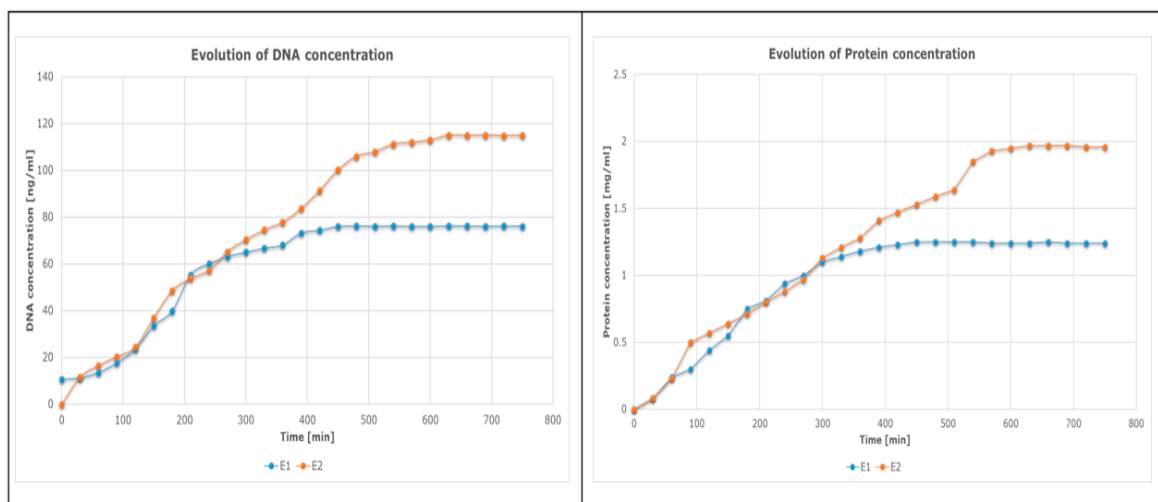 Evolution of DNA concentration
DNA concentration [ng/ml]
140
120
100
80
60
40
20
0
0 100 200 300 400 500 600 700 800
Time [min]
E1 E2
Evolution of Protein concentration
Protein concentration [mg/ml]
2.5
2
1.5
1
0.5
0
0 100 200 300 400 500 600 700 800
Time [min]
E1 E2